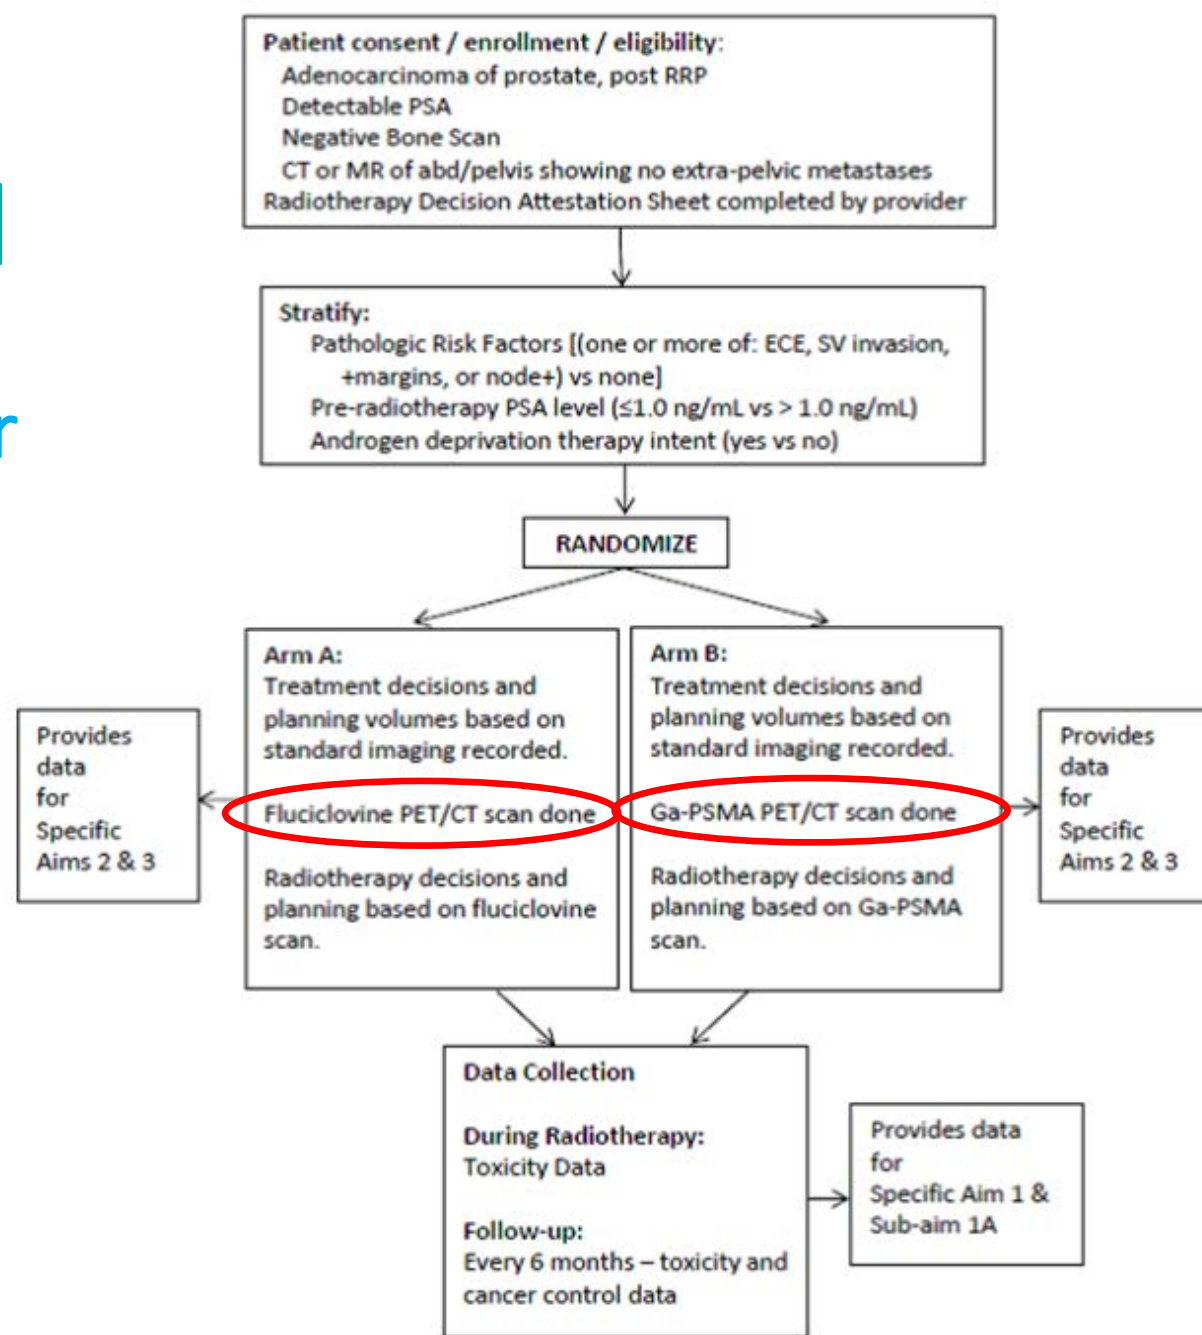 Patient consent / enrollment / eligibility:
Adenocarcinoma of prostate, post RRP
Detectable PSA
Negative Bone Scan
CT or MR of abd/pelvis showing no extra-pelvic metastases
Radiotherapy Decision Attestation Sheet completed by provider
Stratify:
Pathologic Risk Factors [(one or more of: ECE, SV invasion,
+margins, or node+) vs none]
Pre-radiotherapy PSA level (≤1.0 ng/mL vs > 1.0 ng/mL)
Androgen deprivation therapy intent (yes vs no)
r
RANDOMIZE
Arm A:
Treatment decisions and
planning volumes based on
standard imaging recorded.
Fluciclovine PET/CT scan done
Radiotherapy decisions and
planning based on fluciclovine
scan.
Arm B:
Treatment decisions and
planning volumes based on
standard imaging recorded.
Ga-PSMA PET/CT scan done
Radiotherapy decisions and
planning based on Ga-PSMA
scan.
Provides
data
for
Specific
Aims 2 & 3
Provides
data
for
Specific
Aims 2 & 3
Data Collection
During Radiotherapy:
Toxicity Data
Follow-up:
Every 6 months – toxicity and
cancer control data
Provides data
for
Specific Aim 1 &
Sub-aim 1A